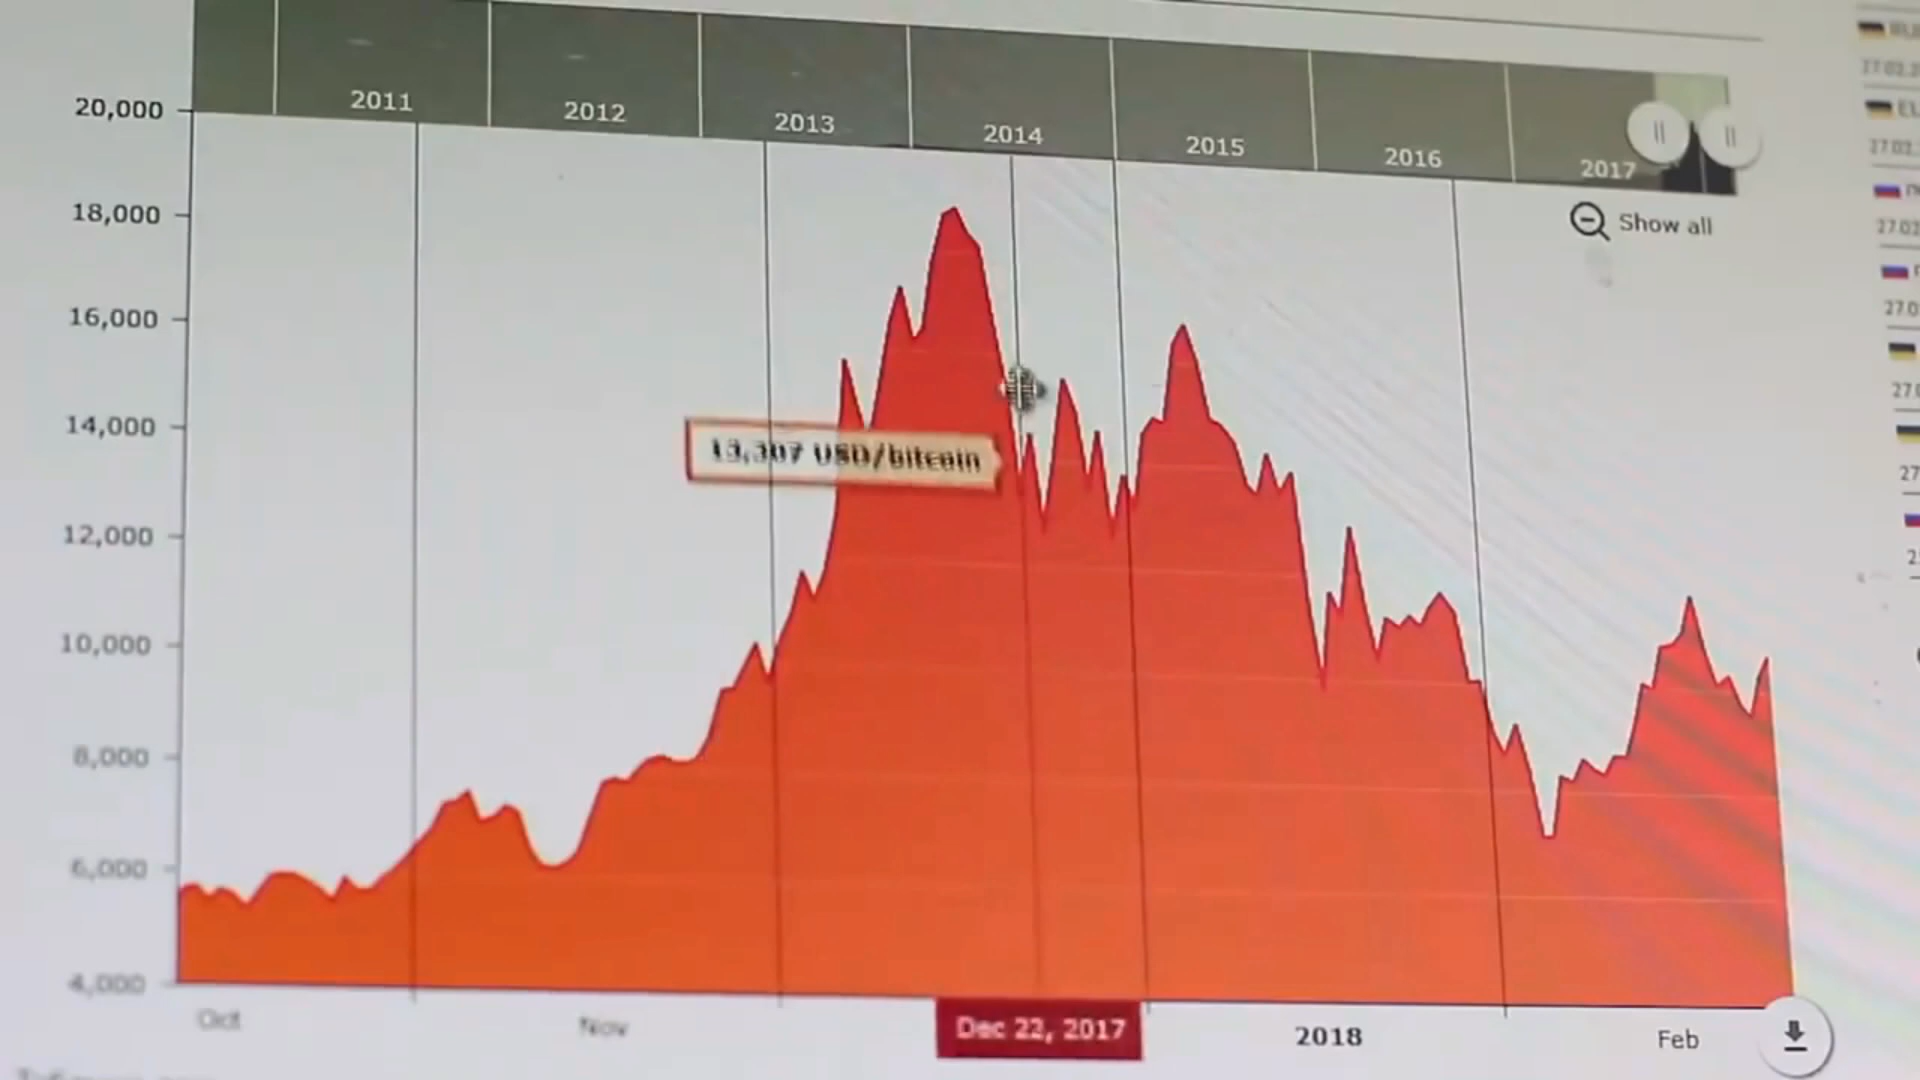 2011
2012
2013
2014
2015
2016
2017
Show all
20,000
18,000
16,000
14,000
12,000
10,000
8,000
6,000
4,000
13,307 USD/bitcoin
Oct
Nov
Dec 22, 2017
2018
Feb